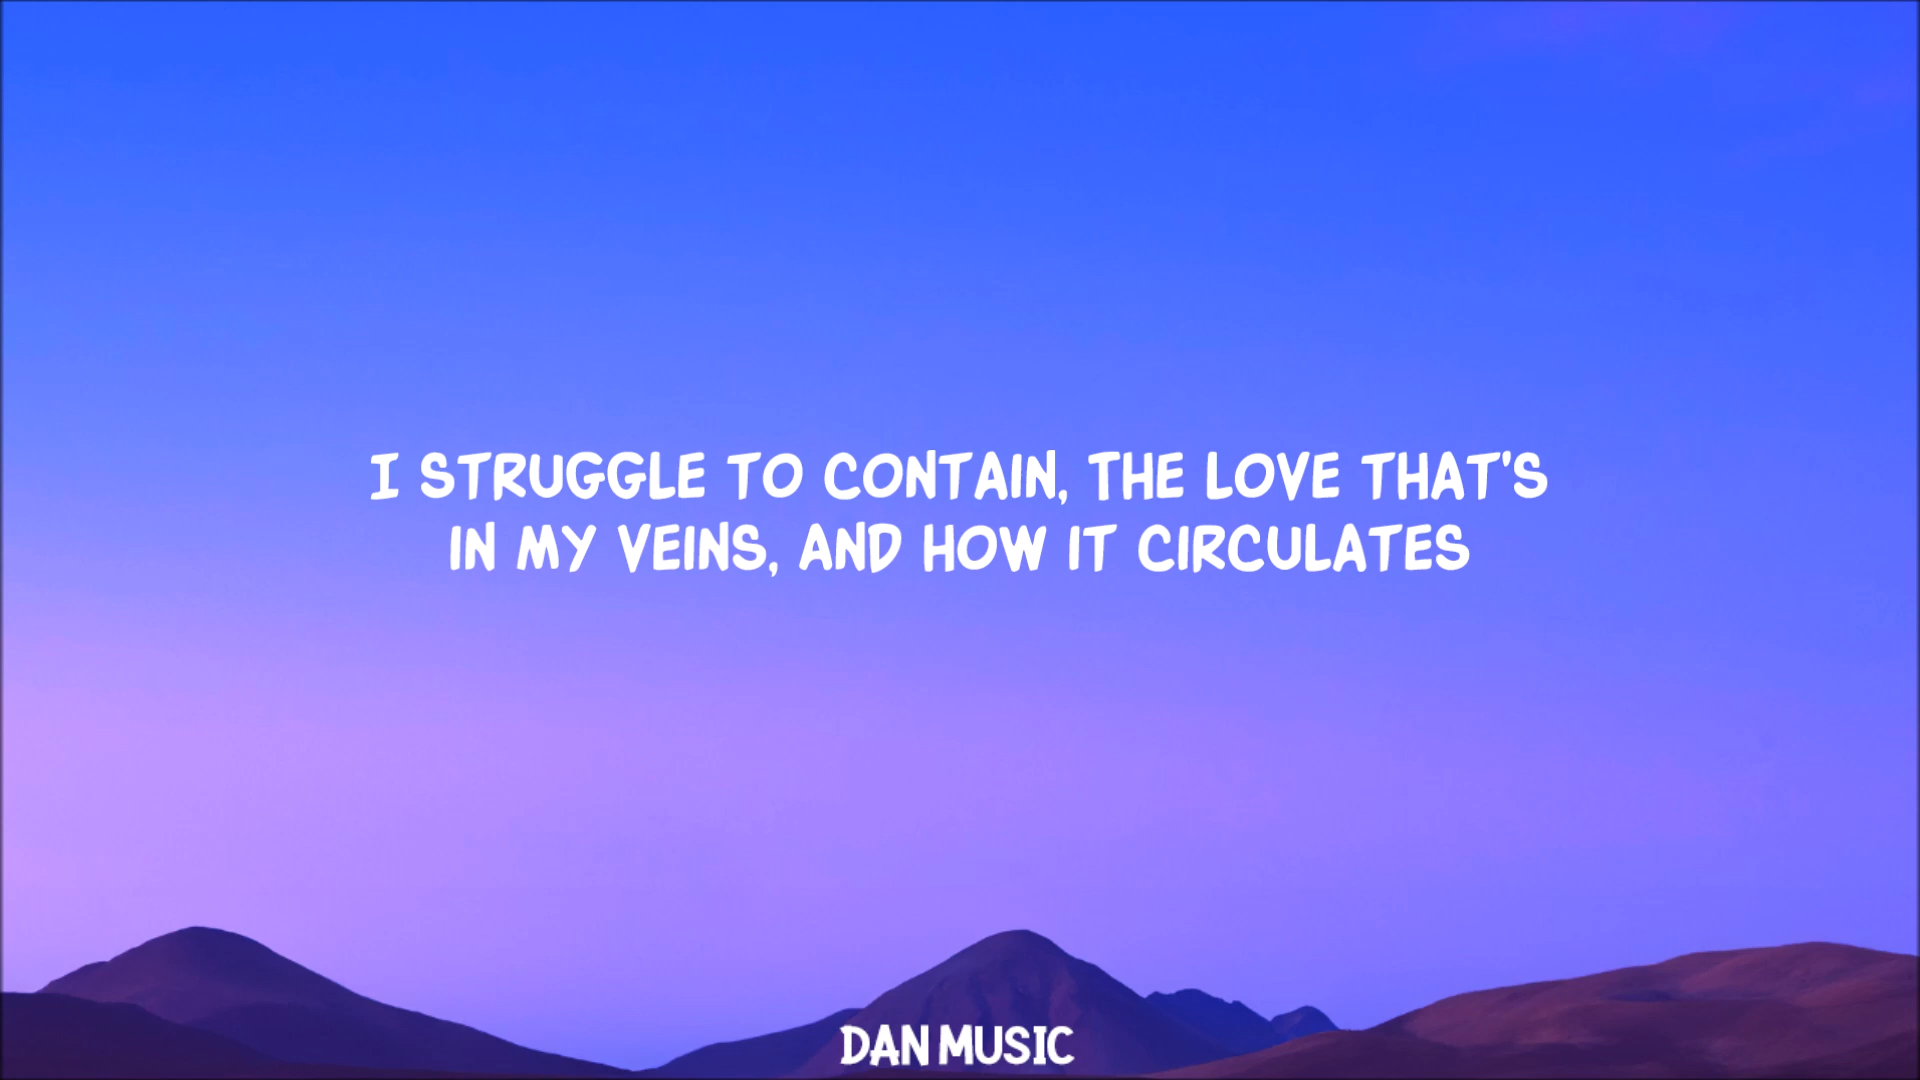 I STRUGGLE TO CONTAIN, THE LOVE THAT'S
IN MY VEINS, AND HOW IT CIRCULATES
DAN MUSIC